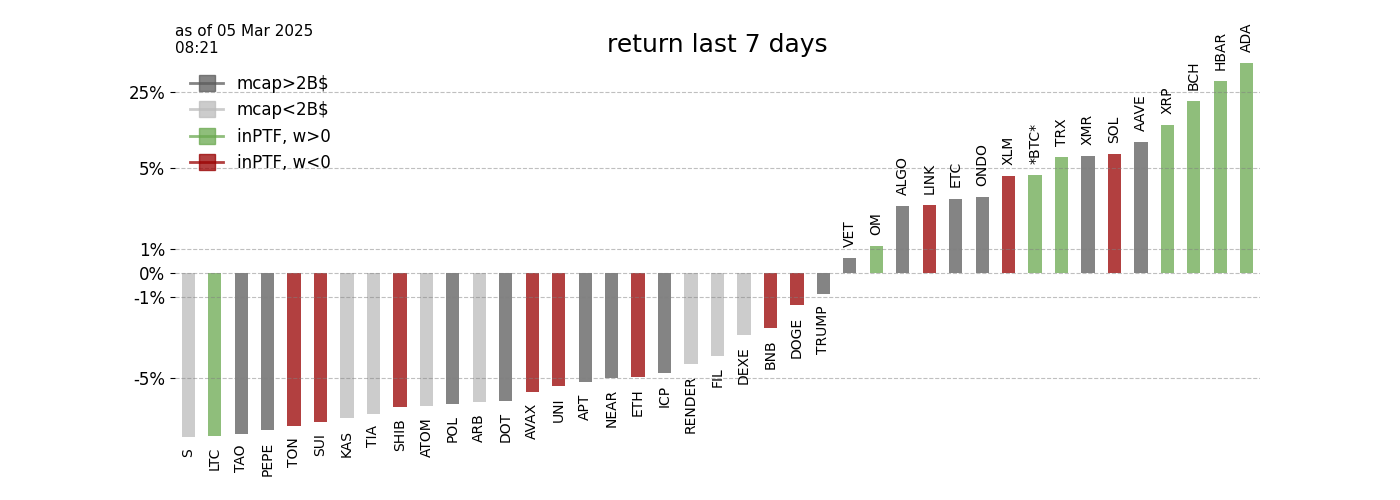 as of 05 Mar 2025
08:21
return last 7 days
mcap>2B$
mcap<2B$
inPTF, w>0
inPTF, w<0
25%
5%
1%
0%
-1%
-5%
S
LTC
TAO
PEPE
TON
SUI
KAS
TIA
SHIB
ATOM
POL
ARB
DOT
AVAX
UNI
APT
NEAR
ETH
ICP
RENDER
FIL
DEXE
BNB
DOGE
TRUMP
VET
OM
ALGO
LINK
ETC
ONDO
XLM
*BTC*
TRX
XMR
SOL
AAVE
XRP
BCH
HBAR
ADA